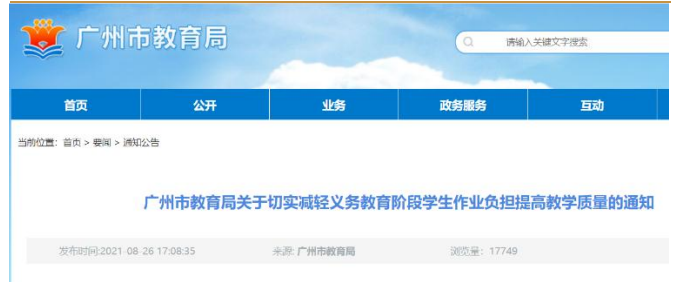 广州市教育局
请输入关键文字搜索
首页 公开 业务 政务服务 互动
当前位置：首页 > 要闻 > 通知公告
广州市教育局关于切实减轻义务教育阶段学生作业负担提高教学质量的通知
发布时间:2021-08-26 17:08:35 来源: 广州市教育局 浏览量：17749